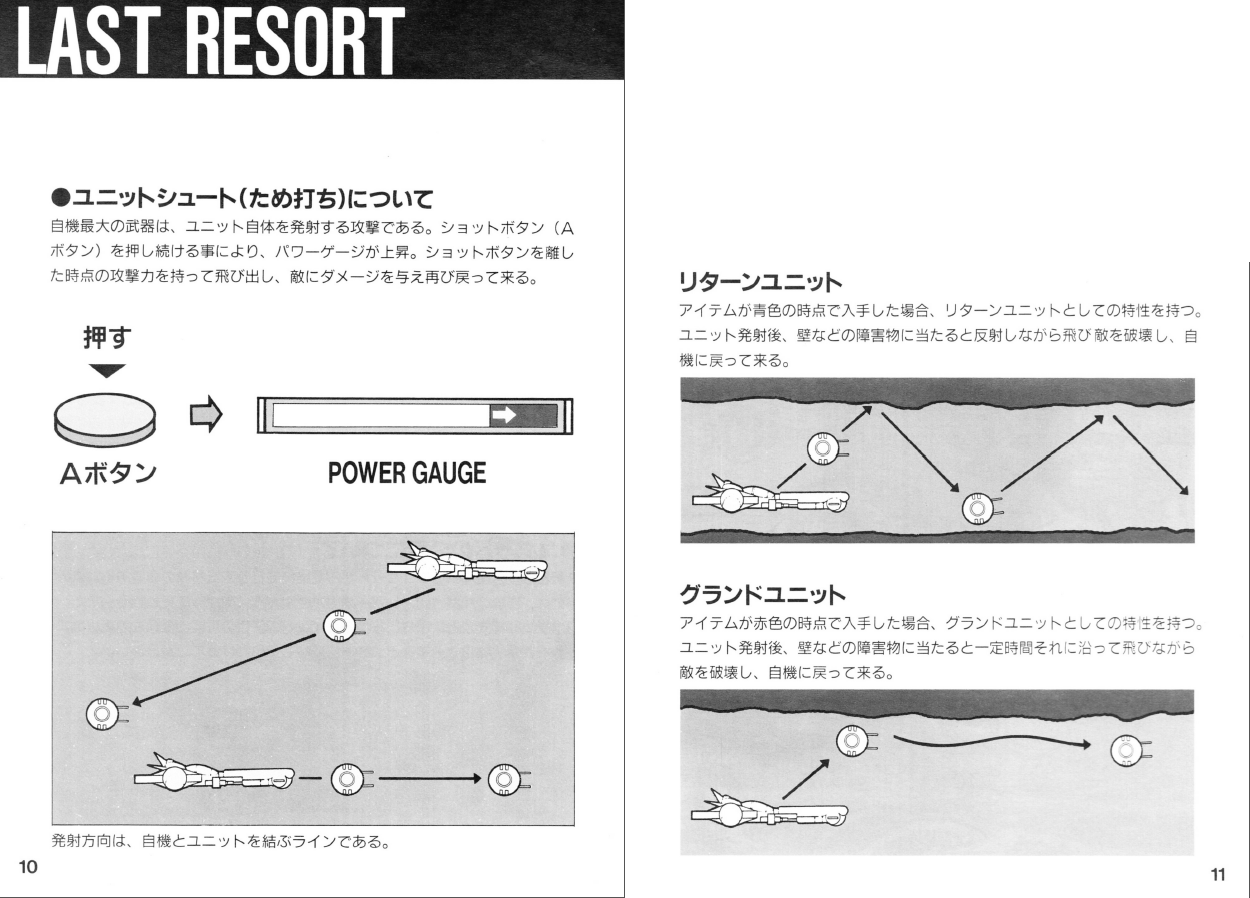 LAST RESORT
●ユニットシュート(ため打ち)について
自機最大の武器は、ユニット自体を発射する攻撃である。ショットボタン（A
ボタン）を押し続ける事により、パワーゲージが上昇。ショットボタンを離し
た時点の攻撃力を持って飛び出し、敵にダメージを与え再び戻って来る。
押す
Aボタン
POWER GAUGE
発射方向は、自機とユニットを結ぶラインである。
10
リターンユニット
アイテムが青色の時点で入手した場合、リターンユニットとしての特性を持つ。
ユニット発射後、壁などの障害物に当たると反射しながら飛び敵を破壊し、自
機に戻って来る。
グランドユニット
アイテムが赤色の時点で入手した場合、グランドユニットとしての特性を持つ。
ユニット発射後、壁などの障害物に当たると一定時間それに沿って飛びながら
敵を破壊し、自機に戻って来る。
11